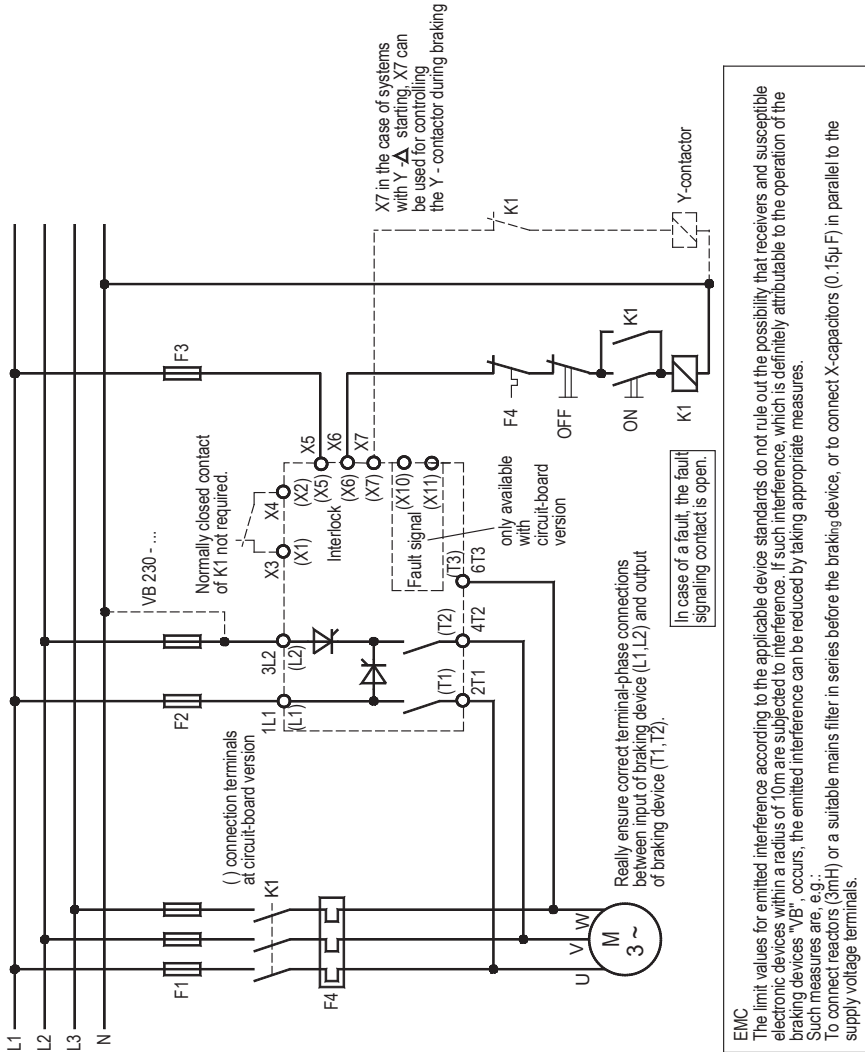 L1
L2
L3
N
F1
F2
F3
VB 230 - ...
( ) connection terminals
at circuit-board version
K1
F4
U
V
W
M
3 ~
1L1
(L1)
3L2
(L2)
(T1)
2T1
(T2)
4T2
(T3)
6T3
Normally closed contact
of K1 not required.
X3
(X1)
X4
(X2)
Interlock
X5
(X5)
X6
(X6)
X7
(X7)
(X10)
(X11)
Fault signal
only available
with
circuit-board
version
X7 in the case of systems
with Y -Δ starting, X7 can
be used for controlling
the Y - contactor during braking
K1
Y-contactor
F4
OFF
ON
K1
K1
Really ensure correct terminal-phase connections
between input of braking device (L1,L2) and output
of braking device (T1,T2).
In case of a fault, the fault
signaling contact is open.
EMC
The limit values for emitted interference according to the applicable device standards do not rule out the possibility that receivers and susceptible
electronic devices within a radius of 10m are subjected to interference. If such interference, which is definitely attributable to the operation of the
braking devices "VB", occurs, the emitted interference can be reduced by taking appropriate measures.
Such measures are, e.g.:
To connect reactors (3mH) or a suitable mains filter in series before the braking device, or to connect X-capacitors (0.15µF) in parallel to the
supply voltage terminals.